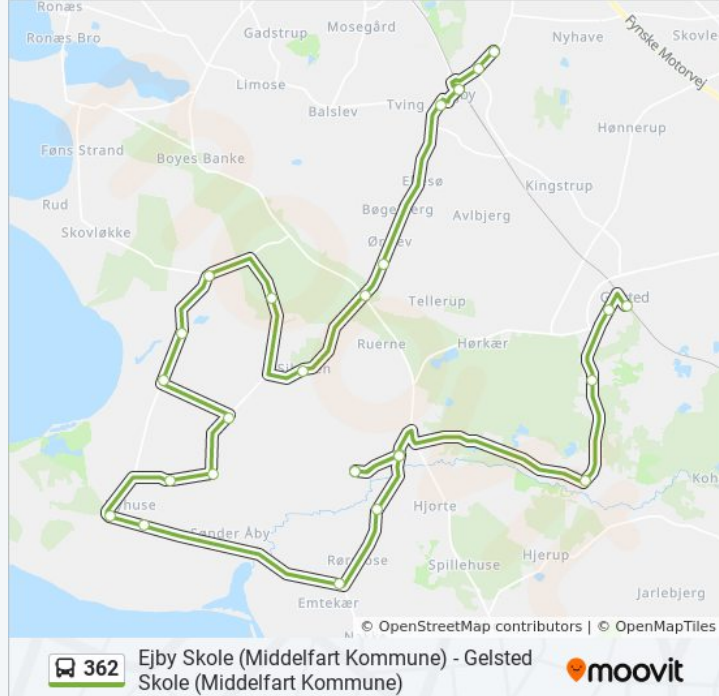 Ronæs
Ronæs Bro
Gadstrup
Mosegård
Nyhave
Skovle
Fynske Motorvej
Limose
Balslev
Tving
Hønnerup
Føns Strand
Boyes Banke
Kingstrup
Rud
Skovløkke
Avlbjerg
Tellerup
Ruerne
Hørkær
Koh
Hjorte
Sønder Åby
Spillehuse
Hjerup
Emtekær
Jarlebjerg
© OpenStreetMap contributors | © OpenMapTiles
362
Ejby Skole (Middelfart Kommune) - Gelsted
Skole (Middelfart Kommune)
moovit